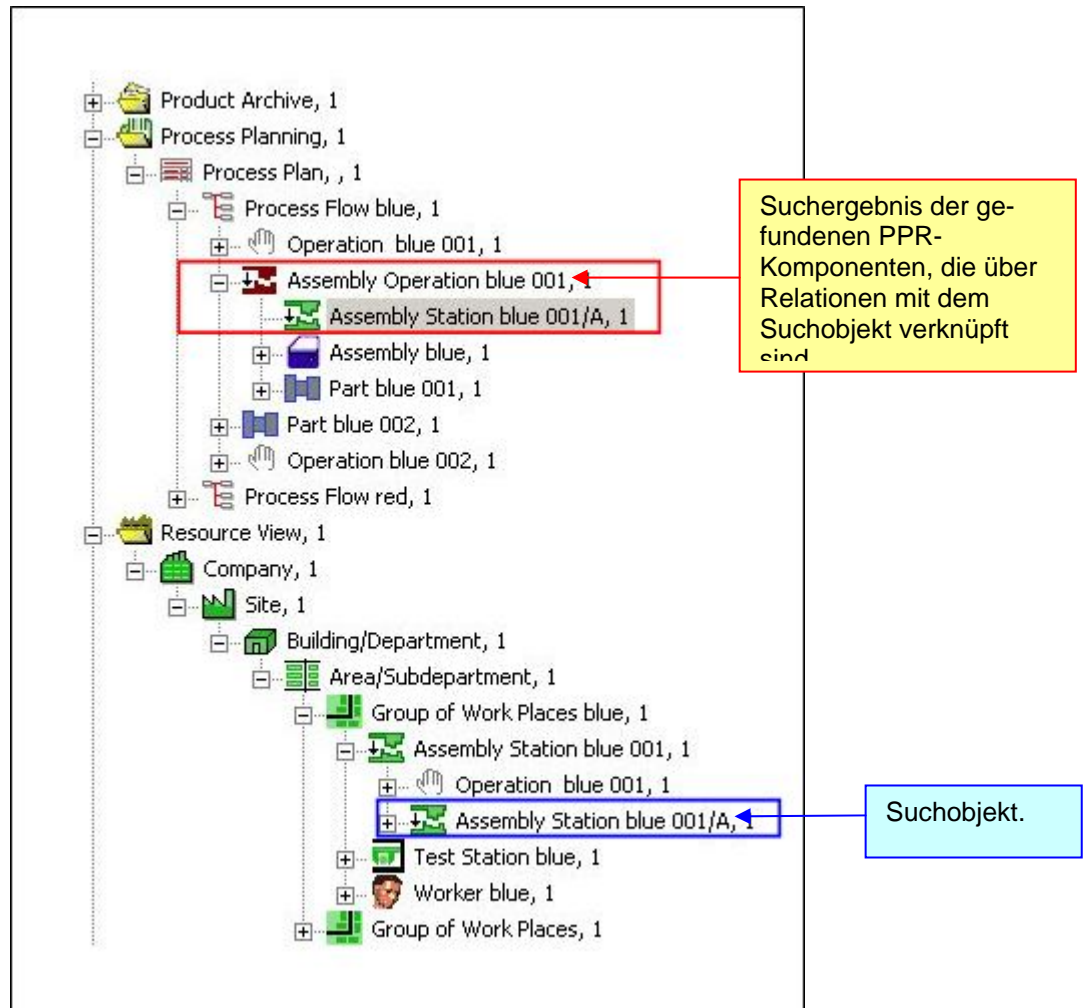 Product Archive, 1
Process Planning, 1
Process Plan, , 1
Process Flow blue, 1
Operation blue 001, 1
Assembly Operation blue 001, 1
Assembly Station blue 001/A, 1
Assembly blue, 1
Part blue 001, 1
Part blue 002, 1
Operation blue 002, 1
Process Flow red, 1
Resource View, 1
Company, 1
Site, 1
Building/Department, 1
Area/Subdepartment, 1
Group of Work Places blue, 1
Assembly Station blue 001, 1
Operation blue 001, 1
Assembly Station blue 001/A, 1
Test Station blue, 1
Worker blue, 1
Group of Work Places, 1
Suchergebnis der ge-
fundenen PPR-
Komponenten, die über
Relationen mit dem
Suchobjekt verknüpft
sind
Suchobjekt.